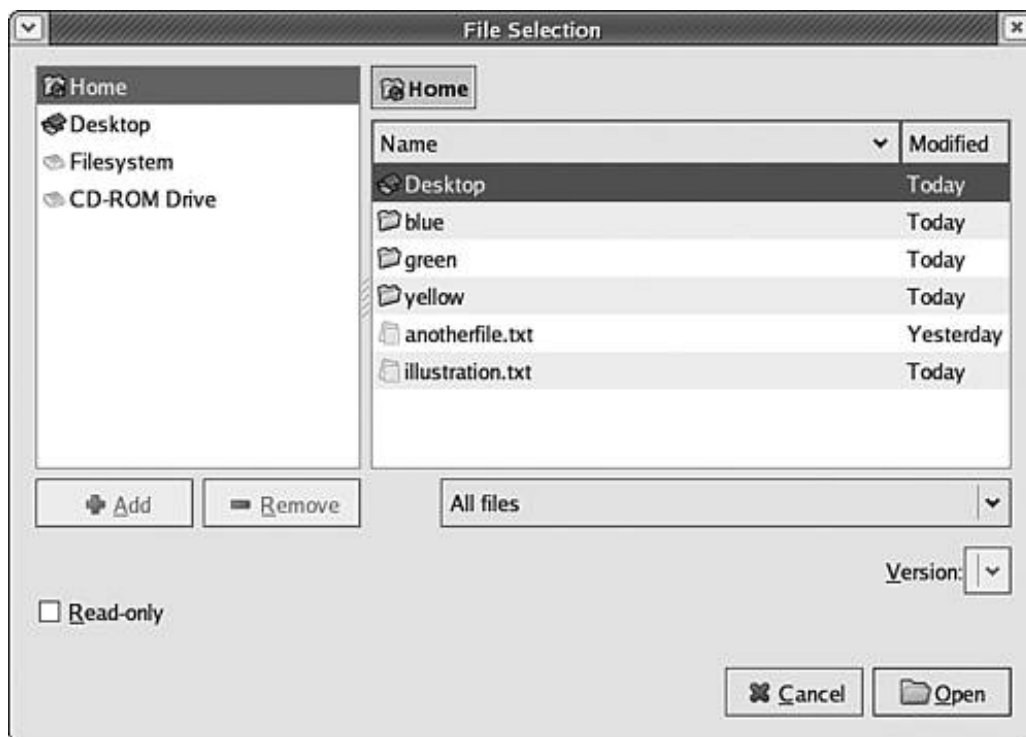 File Selection
Home
Desktop
Filesystem
CD-ROM Drive
Home
Name Modified
Desktop Today
blue Today
green Today
yellow Today
anotherfile.txt Yesterday
illustration.txt Today
Add Remove All files
Version:
Read-only
Cancel Open